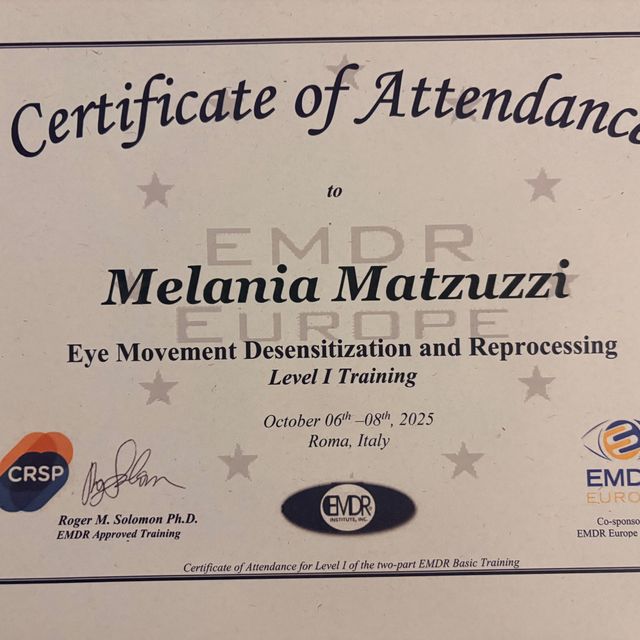 Certificate of Attendance
to
EMDR
Melania Matzuzzi
EUROPE
Eye Movement Desensitization and Reprocessing
Level I Training
October 06th –08th, 2025
Roma, Italy
CRSP
Roger M. Solomon Ph.D.
EMDR Approved Training
EMDR
INSTITUTE, INC.
EMD
EURO
Co-sponso
EMDR Europe
Certificate of Attendance for Level I of the two-part EMDR Basic Training